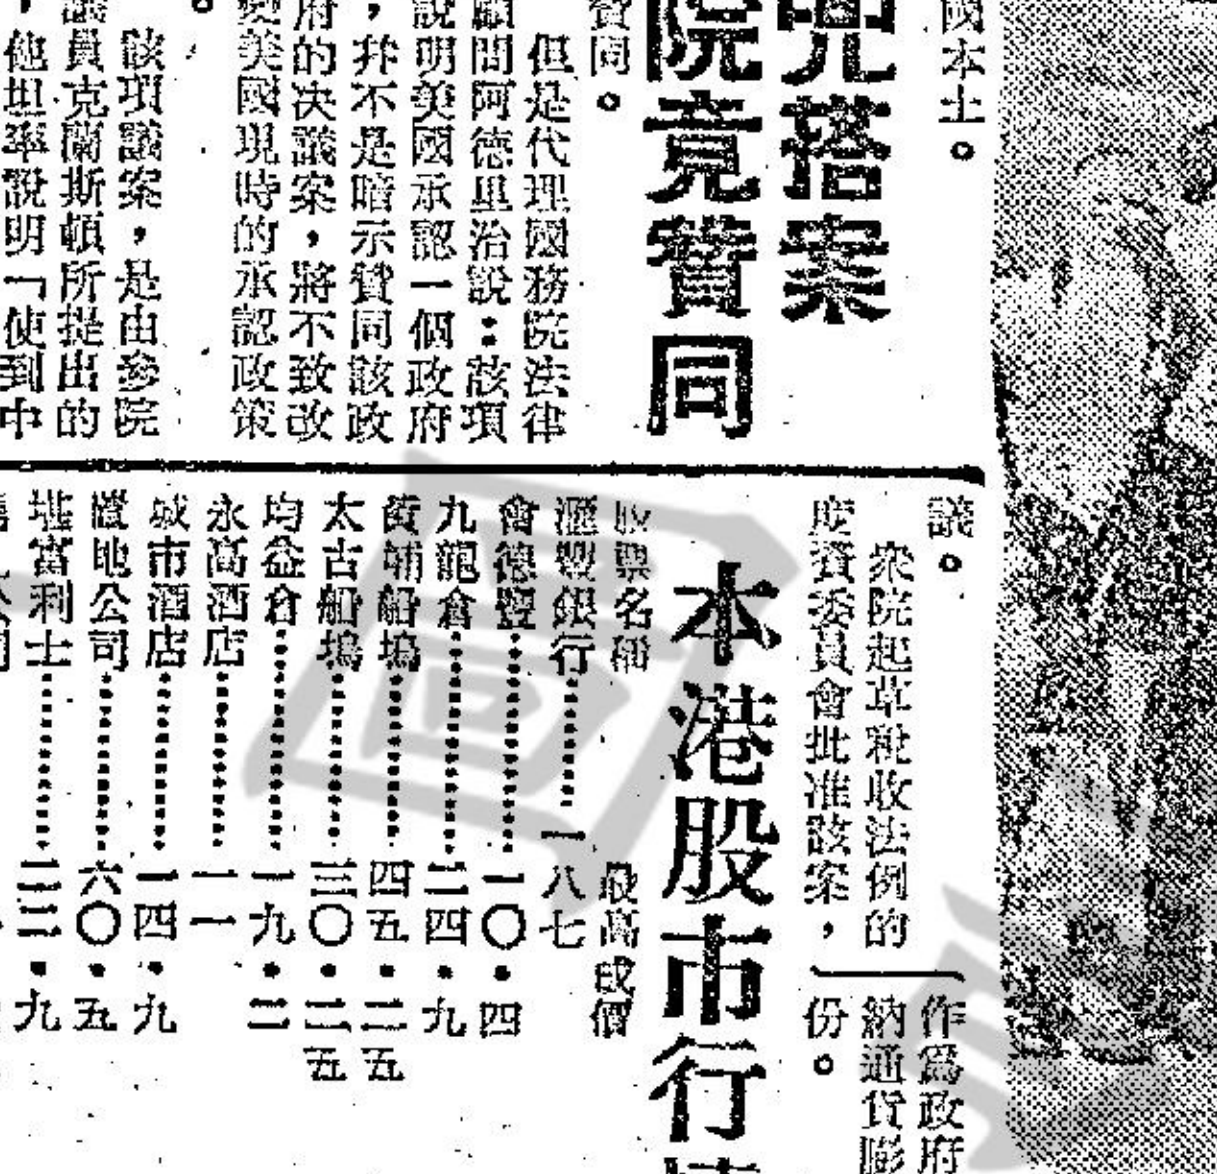 國本土。
兜搭案
院竟贊同
贊同。
但是代理國務院法律
顧問阿德里治說：該項
說明美國承認一個政府
，幷不是暗示贊同該政
府的决議案，將不致改
變美國現時的承認政策
。
該項議案，是由參院
議員克蘭斯頓所提出的
，他坦率說明「使到中
議。
衆院起草稅收法例的
度資委員會批准該案，
作爲政府
納通貨膨
份。
本港股市行情
股票名稱 最高成價
滙豐銀行 一八七
會德豐 一〇・四
九龍倉 二四・九
黃埔船塢 四五・二五
太古船塢 三〇・二五
均益倉 一九・二
永高酒店 一一
城市酒店 一四・九
置地公司 六〇・五
堪富利士 二三・九